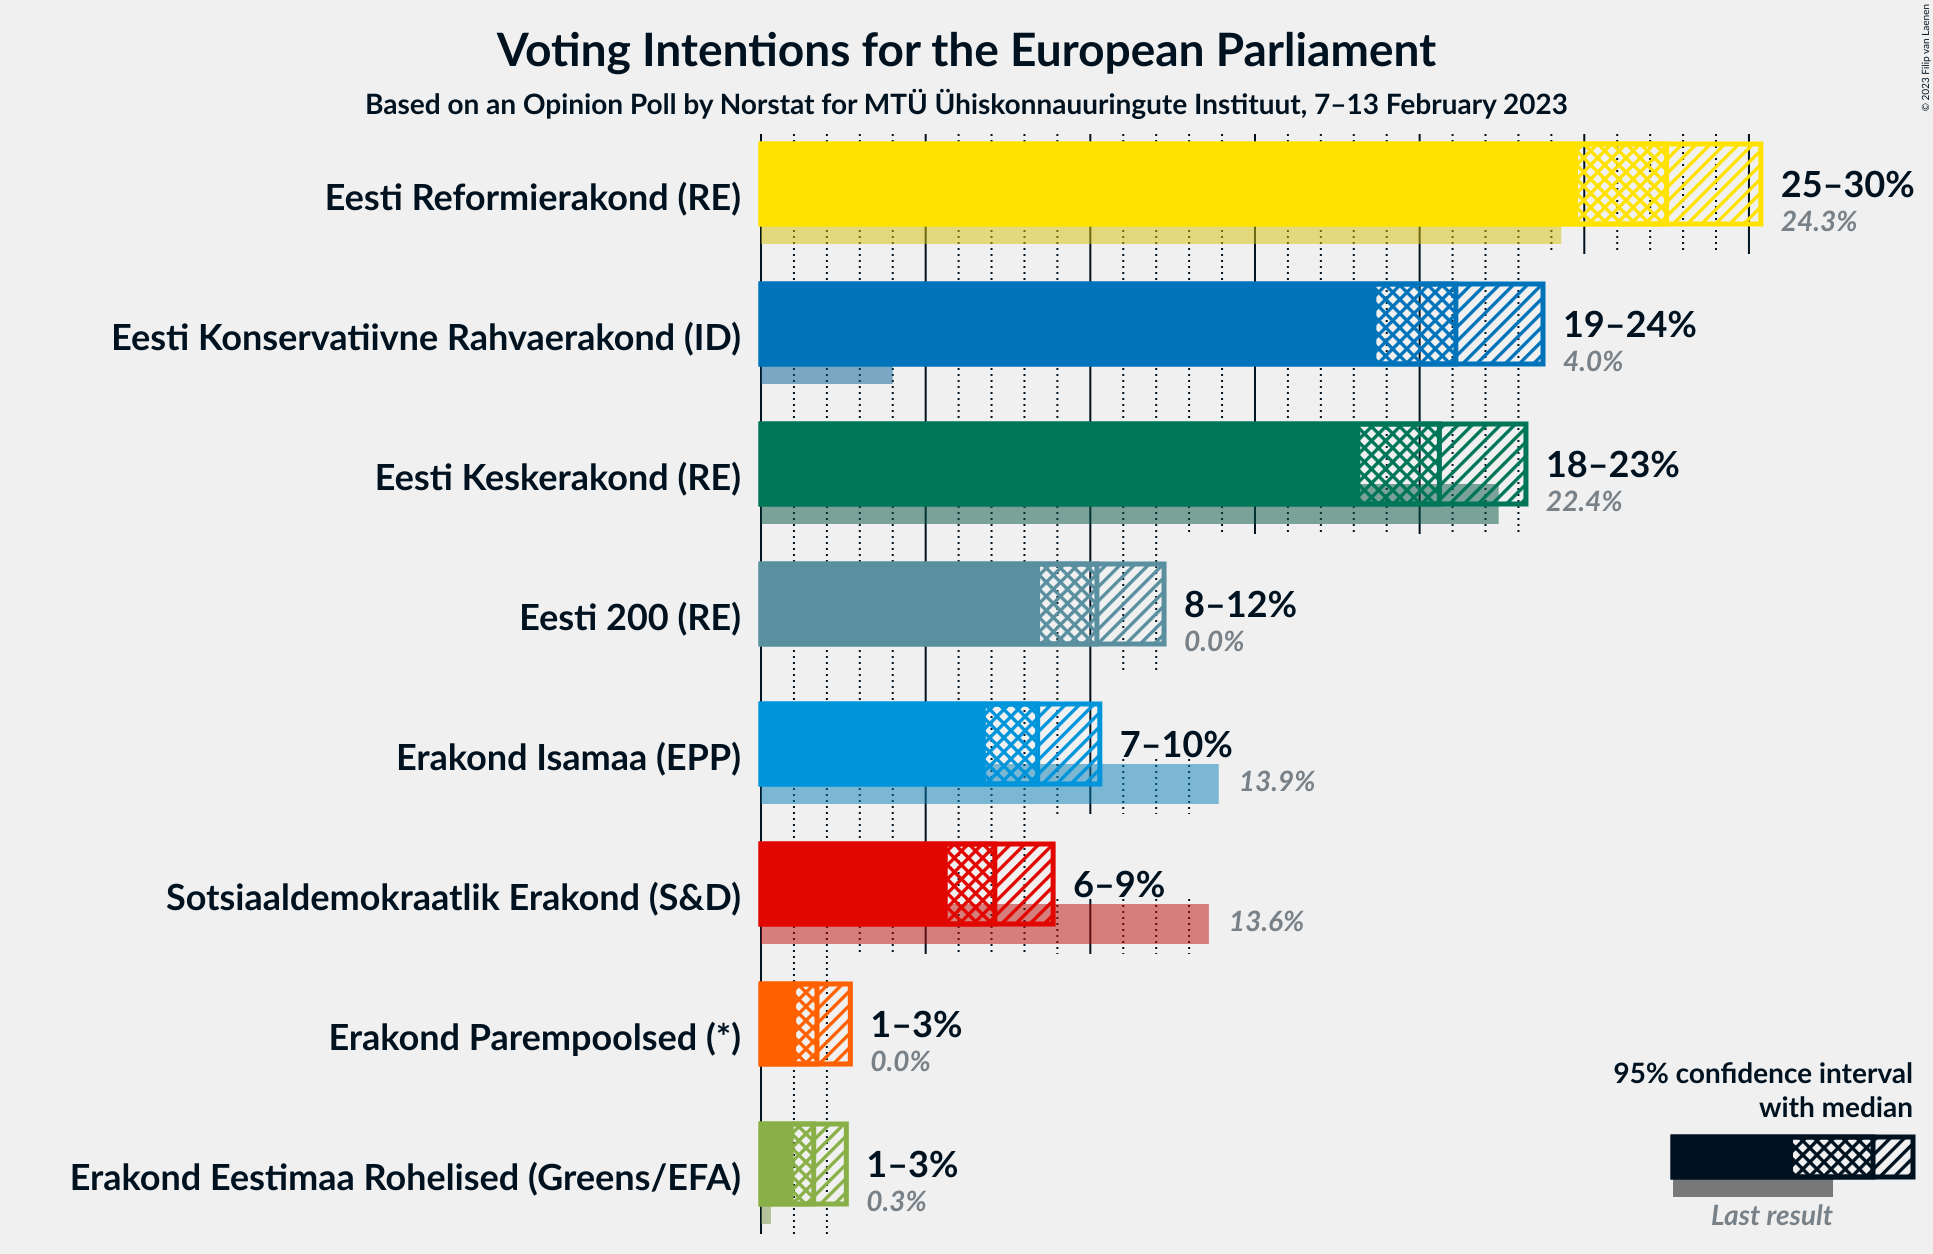 Voting Intentions for the European Parliament
Based on an Opinion Poll by Norstat for MTÜ Ühiskonnauuringute Instituut, 7–13 February 2023
© 2023 Filip van Laenen
Eesti Reformierakond (RE)
25–30%
24.3%
Eesti Konservatiivne Rahvaerakond (ID)
19–24%
4.0%
Eesti Keskerakond (RE)
18–23%
22.4%
Eesti 200 (RE)
8–12%
0.0%
Erakond Isamaa (EPP)
7–10%
13.9%
Sotsiaaldemokraatlik Erakond (S&D)
6–9%
13.6%
Erakond Parempoolsed (*)
1–3%
0.0%
Erakond Eestimaa Rohelised (Greens/EFA)
1–3%
0.3%
95% confidence interval
with median
Last result